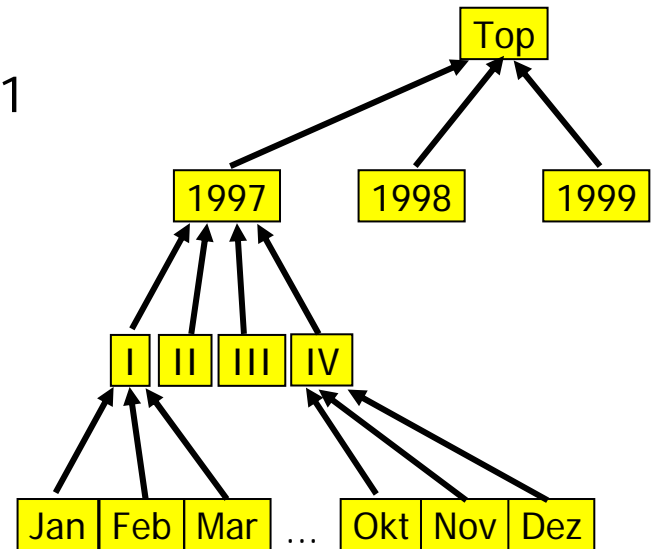 Top
1
1997 1998 1999
I II III IV
Jan Feb Mar ... Okt Nov Dez